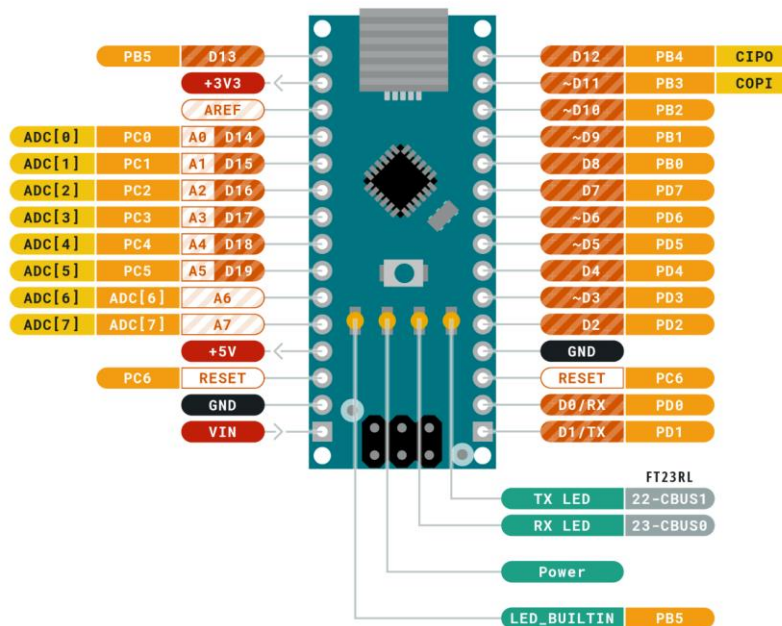 PB5 D13 D12 PB4 CIPO
+3V3 ~D11 PB3 COPI
AREF ~D10 PB2
ADC[0] PC0 A0 D14 ~D9 PB1
ADC[1] PC1 A1 D15 D8 PB0
ADC[2] PC2 A2 D16 D7 PD7
ADC[3] PC3 A3 D17 ~D6 PD6
ADC[4] PC4 A4 D18 ~D5 PD5
ADC[5] PC5 A5 D19 D4 PD4
ADC[6] ADC[6] A6 ~D3 PD3
ADC[7] ADC[7] A7 D2 PD2
+5V GND
PC6 RESET RESET PC6
GND D0/RX PD0
VIN D1/TX PD1
FT23RL
TX LED 22-CBUS1
RX LED 23-CBUS0
Power
LED_BUILTIN PB5